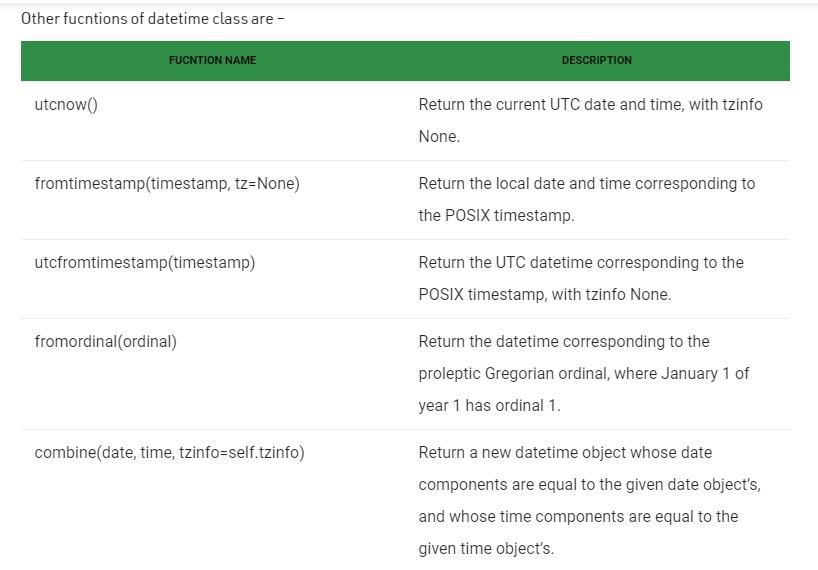 Other fucntions of datetime class are –
FUCNTION NAME DESCRIPTION
utcnow() Return the current UTC date and time, with tzinfo
None.
fromtimestamp(timestamp, tz=None) Return the local date and time corresponding to
the POSIX timestamp.
utcfromtimestamp(timestamp) Return the UTC datetime corresponding to the
POSIX timestamp, with tzinfo None.
fromordinal(ordinal) Return the datetime corresponding to the
proleptic Gregorian ordinal, where January 1 of
year 1 has ordinal 1.
combine(date, time, tzinfo=self.tzinfo) Return a new datetime object whose date
components are equal to the given date object’s,
and whose time components are equal to the
given time object’s.